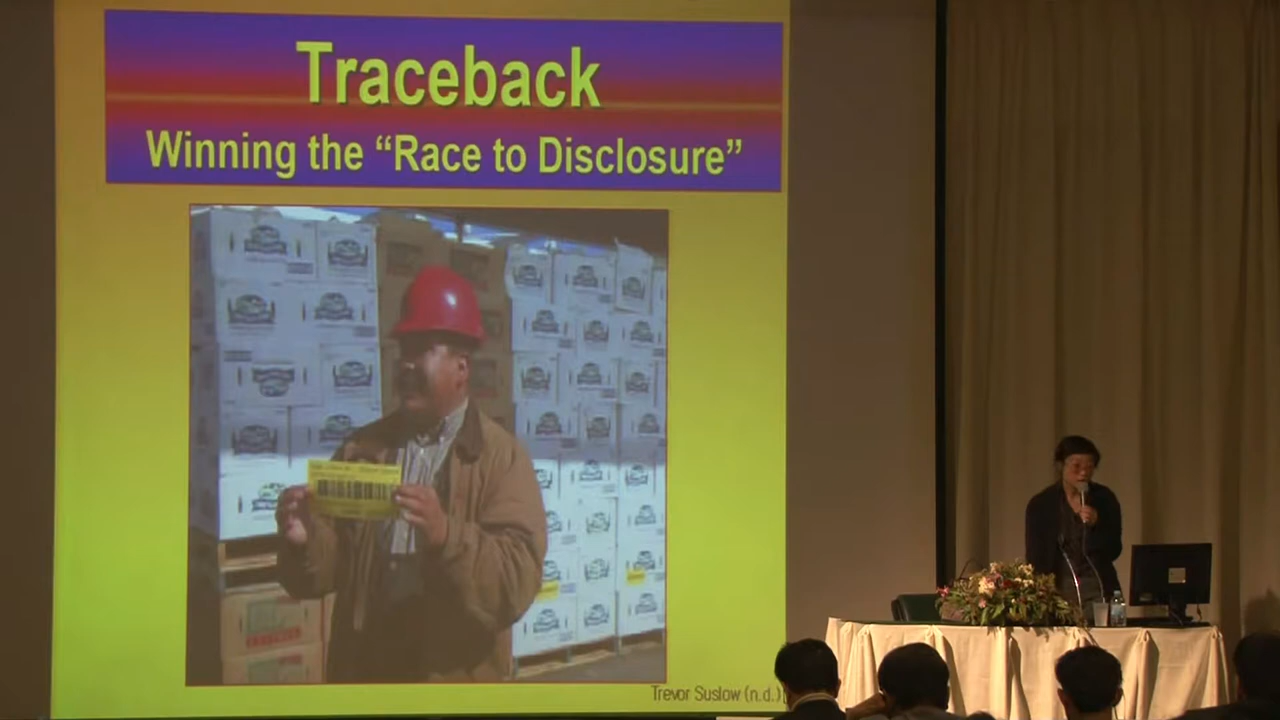 Traceback
Winning the “Race to Disclosure”
Trevor Suslow (n.d.)